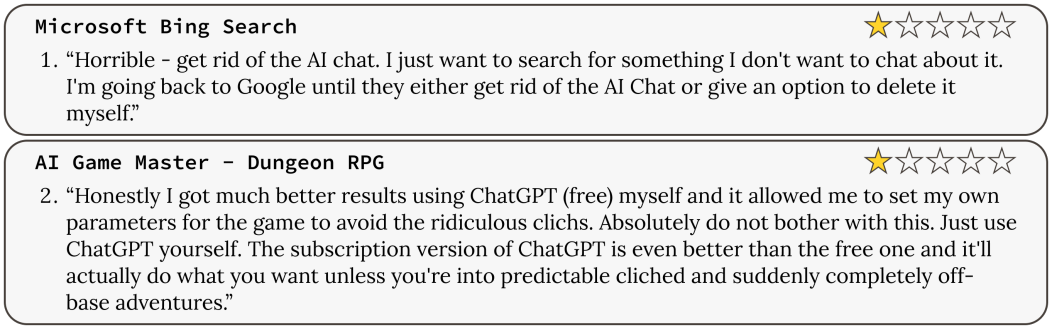 Microsoft Bing Search
1. “Horrible - get rid of the AI chat. I just want to search for something I don't want to chat about it.
I'm going back to Google until they either get rid of the AI Chat or give an option to delete it
myself.”
AI Game Master - Dungeon RPG
2. “Honestly I got much better results using ChatGPT (free) myself and it allowed me to set my own
parameters for the game to avoid the ridiculous clichs. Absolutely do not bother with this. Just use
ChatGPT yourself. The subscription version of ChatGPT is even better than the free one and it'll
actually do what you want unless you're into predictable cliched and suddenly completely off-
base adventures.”